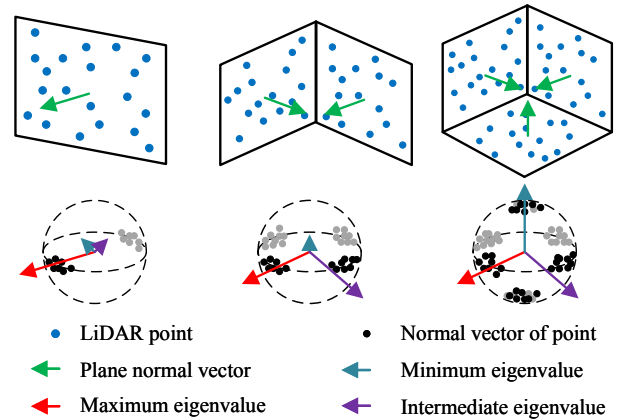 LiDAR point
Normal vector of point
Plane normal vector
Minimum eigenvalue
Maximum eigenvalue
Intermediate eigenvalue